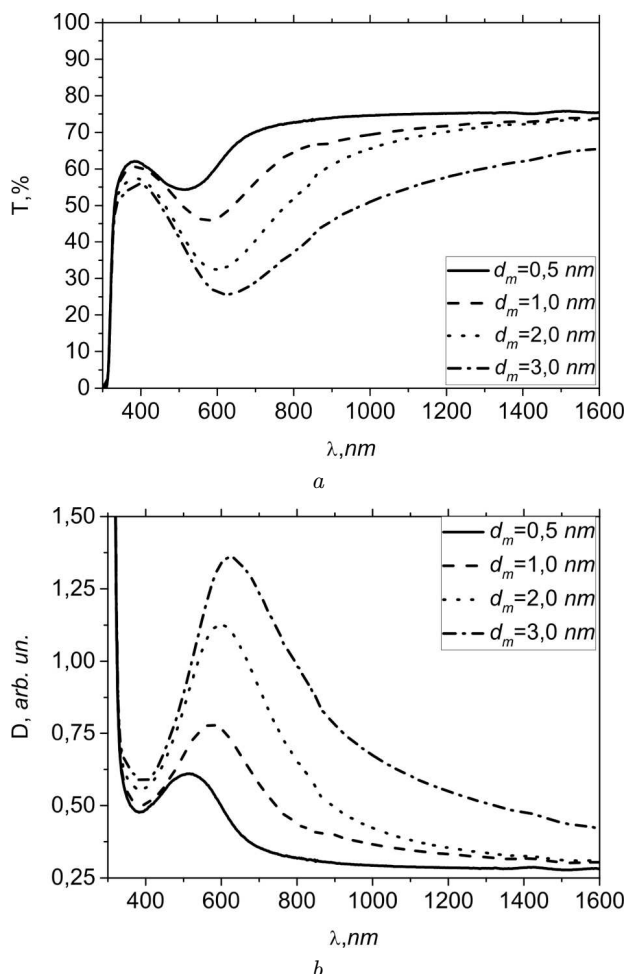 100
90
80
70
60
50
40
30
20
10
0
T,%
d_m=0,5 nm
d_m=1,0 nm
d_m=2,0 nm
d_m=3,0 nm
400 600 800 1000 1200 1400 1600
λ,nm
a
1,50
1,25
1,00
0,75
0,50
0,25
D, arb. un.
d_m=0,5 nm
d_m=1,0 nm
d_m=2,0 nm
d_m=3,0 nm
400 600 800 1000 1200 1400 1600
λ,nm
b